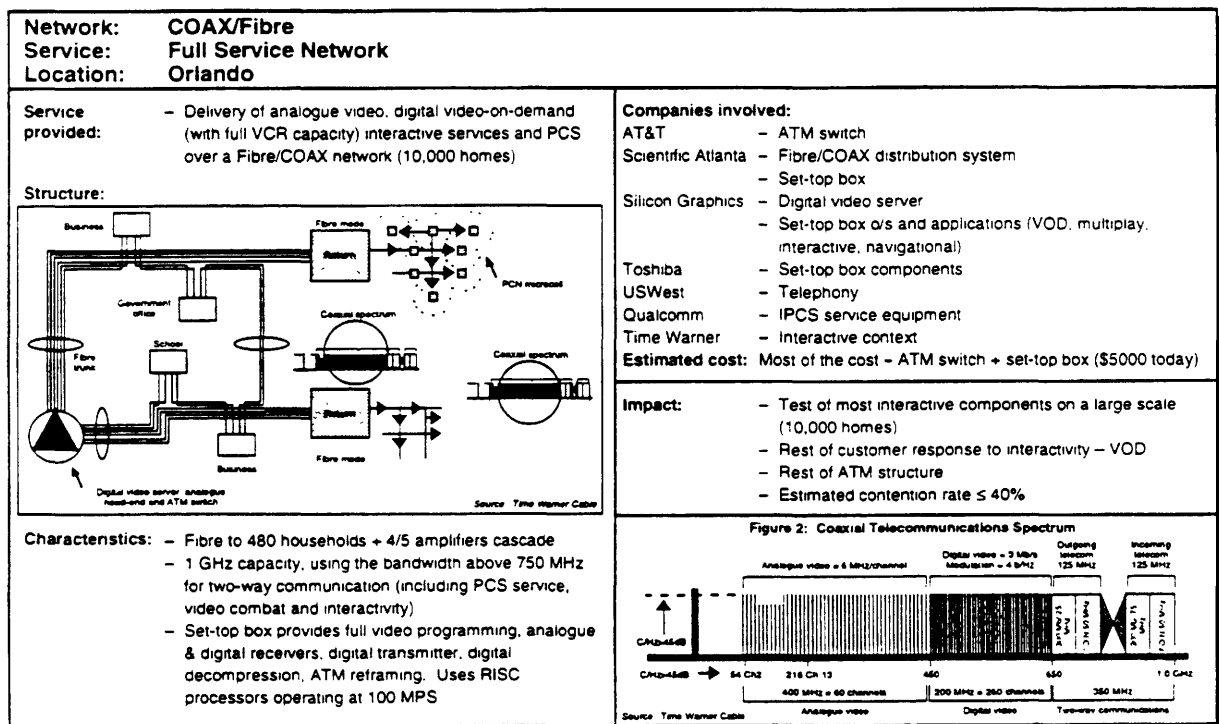 Network: COAX/Fibre
Service: Full Service Network
Location: Orlando
Service provided: – Delivery of analogue video, digital video-on-demand
(with full VCR capacity) interactive services and PCS
over a Fibre/COAX network (10,000 homes)
Structure:
Business
Fibre mode
Return
PCN microcell
Government
office
Coaxial spectrum
Fibre
trunk
School
Coaxial spectrum
Return
Business
Fibre mode
Digital video server, analogue
head-end and ATM switch
Source Time Warner Cable
Characteristics: – Fibre to 480 households + 4/5 amplifiers cascade
– 1 GHz capacity, using the bandwidth above 750 MHz
for two-way communication (including PCS service,
video combat and interactivity)
– Set-top box provides full video programming, analogue
& digital receivers, digital transmitter, digital
decompression, ATM reframing. Uses RISC
processors operating at 100 MPS
Companies involved:
AT&T – ATM switch
Scientific Atlanta – Fibre/COAX distribution system
– Set-top box
Silicon Graphics – Digital video server
– Set-top box o/s and applications (VOD, multiplay,
interactive, navigational)
Toshiba – Set-top box components
USWest – Telephony
Qualcomm – IPCS service equipment
Time Warner – Interactive context
Estimated cost: Most of the cost – ATM switch + set-top box ($5000 today)
Impact: – Test of most interactive components on a large scale
(10,000 homes)
– Rest of customer response to interactivity – VOD
– Rest of ATM structure
– Estimated contention rate ≤ 40%
Figure 2: Coaxial Telecommunications Spectrum
Analogue video = 6 MHz/channel
Digital video = 3 Mb/s
Modulation = 4 b/Hz
Outgoing
telecom
125 MHz
Incoming
telecom
125 MHz
C/Hz=45dB
C/Hz=45dB
54 Ch2
216 Ch 13
450
650
1.0 GHz
400 MHz = 60 channels
200 MHz = 260 channels
350 MHz
Analogue video
Digital video
Two-way communications
Source Time Warner Cable